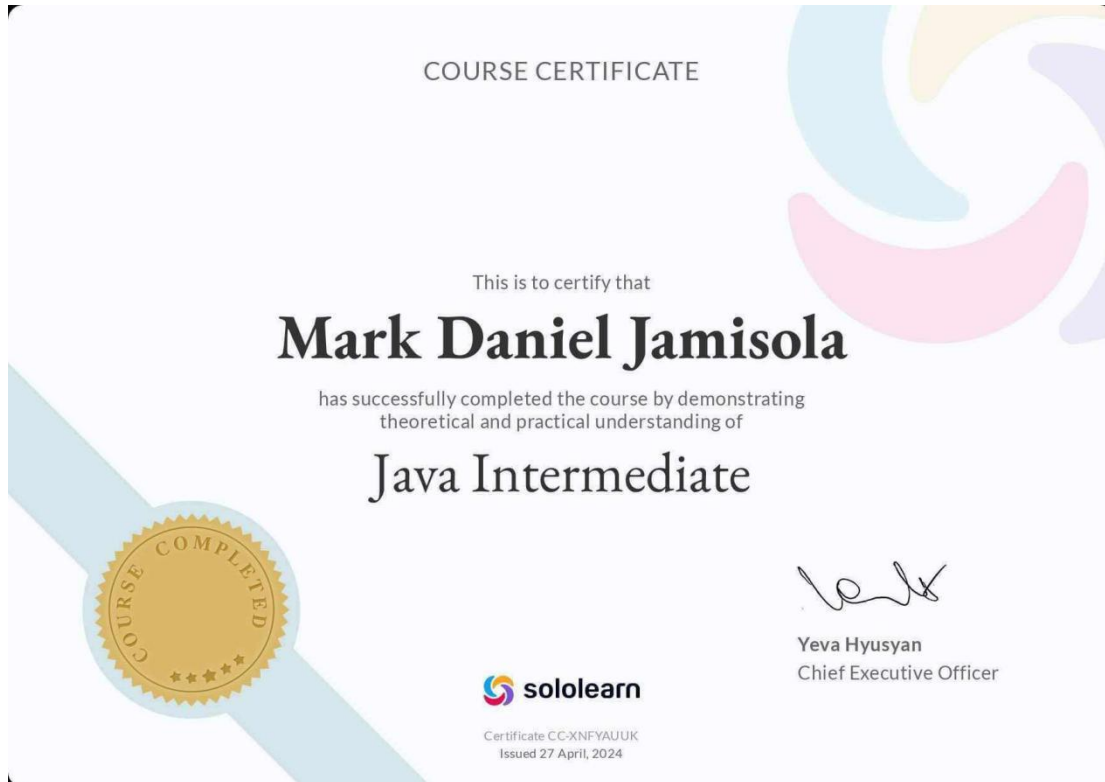 COURSE CERTIFICATE
This is to certify that
Mark Daniel Jamisola
has successfully completed the course by demonstrating
theoretical and practical understanding of
Java Intermediate
COURSE COMPLETED
Yeva Hyusyan
Chief Executive Officer
sololearn
Certificate CC-XNFYAUUK
Issued 27 April, 2024